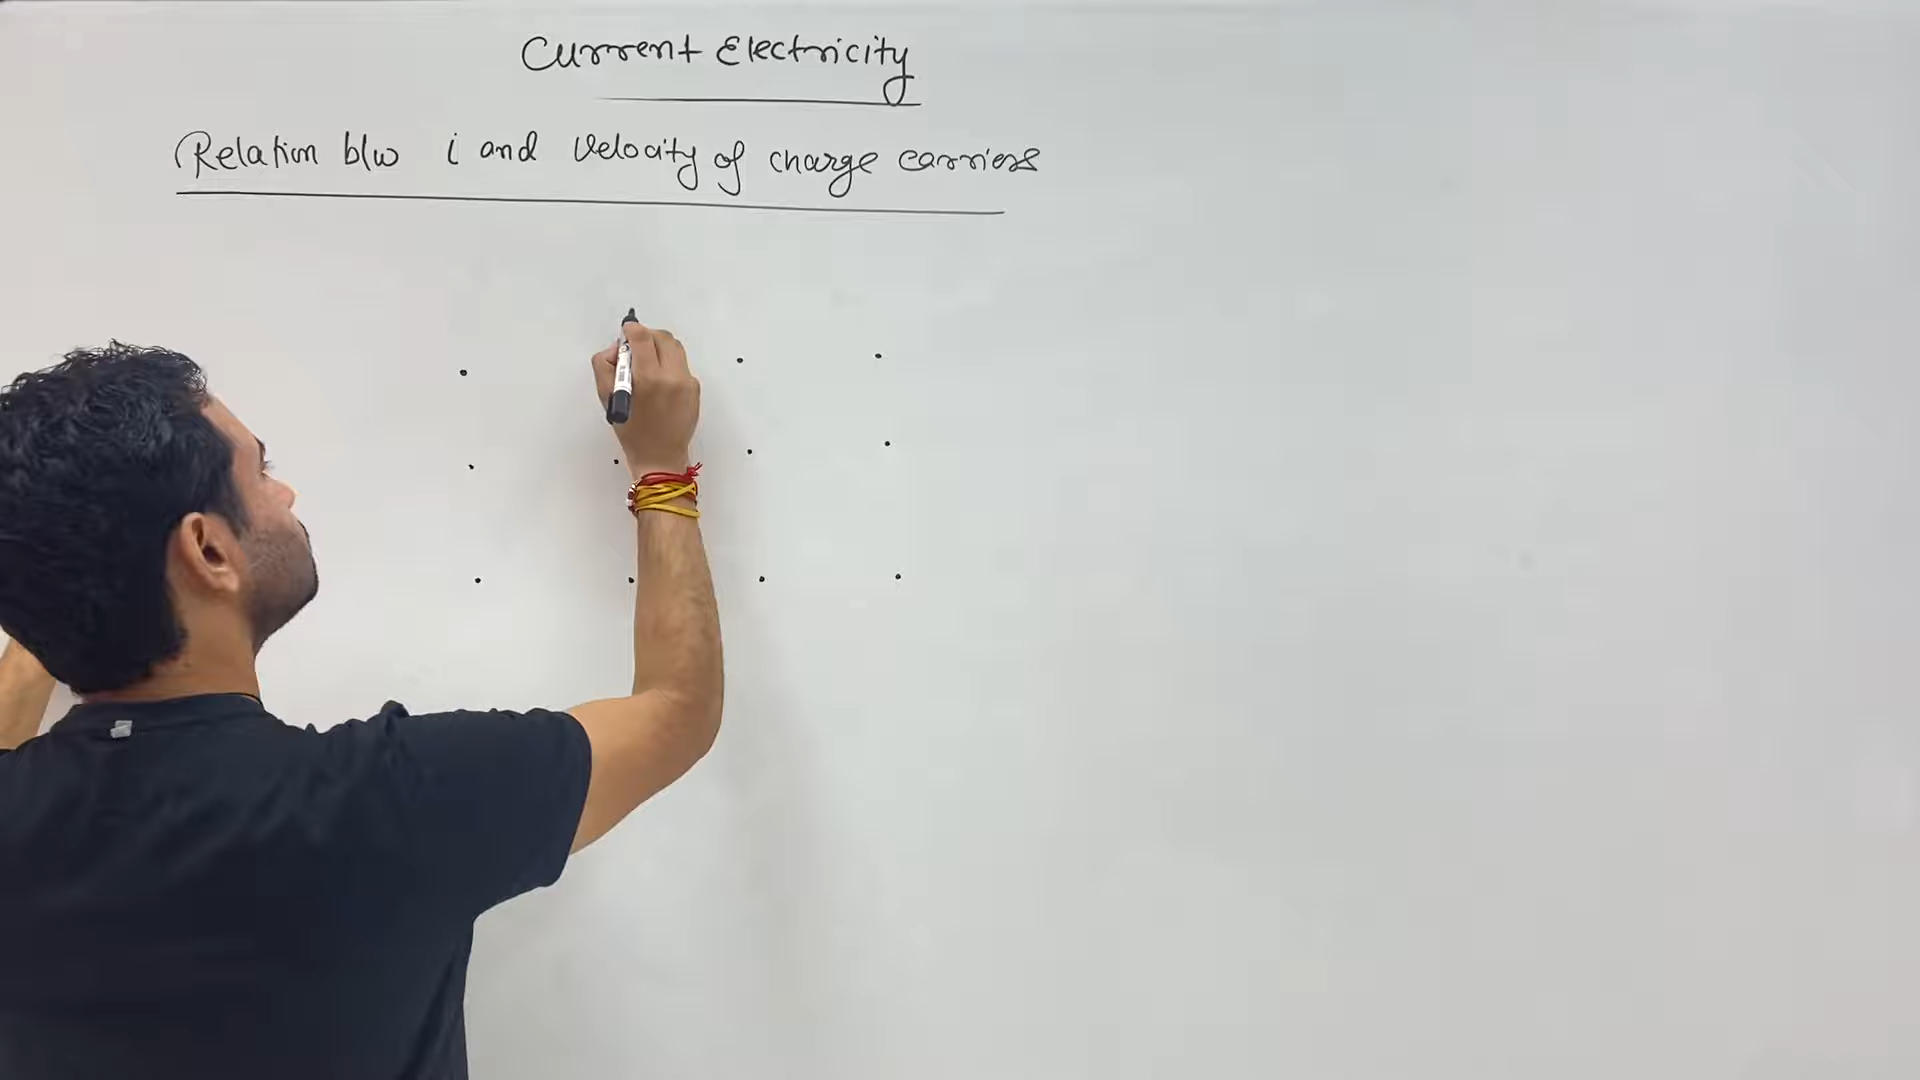 Current Electricity
Relation b/w i and velocity of charge carriers